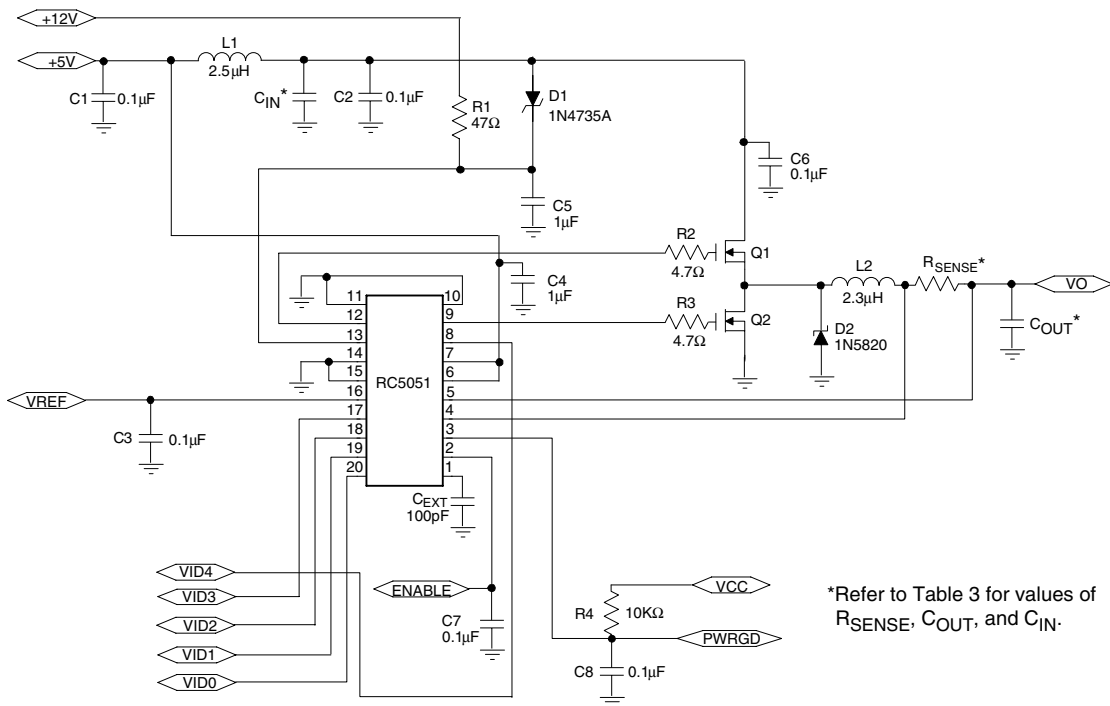 +12V
+5V
L1
2.5µH
C1
0.1µF
CIN*
C2
0.1µF
R1
47Ω
D1
1N4735A
C5
1µF
C6
0.1µF
R2
4.7Ω
Q1
C4
1µF
R3
4.7Ω
Q2
L2
2.3µH
RSENSE*
VO
D2
1N5820
COUT*
11
12
13
14
15
16
17
18
19
20
RC5051
10
9
8
7
6
5
4
3
2
1
VREF
C3
0.1µF
CEXT
100pF
VID4
VID3
VID2
VID1
VID0
ENABLE
C7
0.1µF
VCC
R4
10KΩ
PWRGD
C8
0.1µF
*Refer to Table 3 for values of
RSENSE, COUT, and CIN.